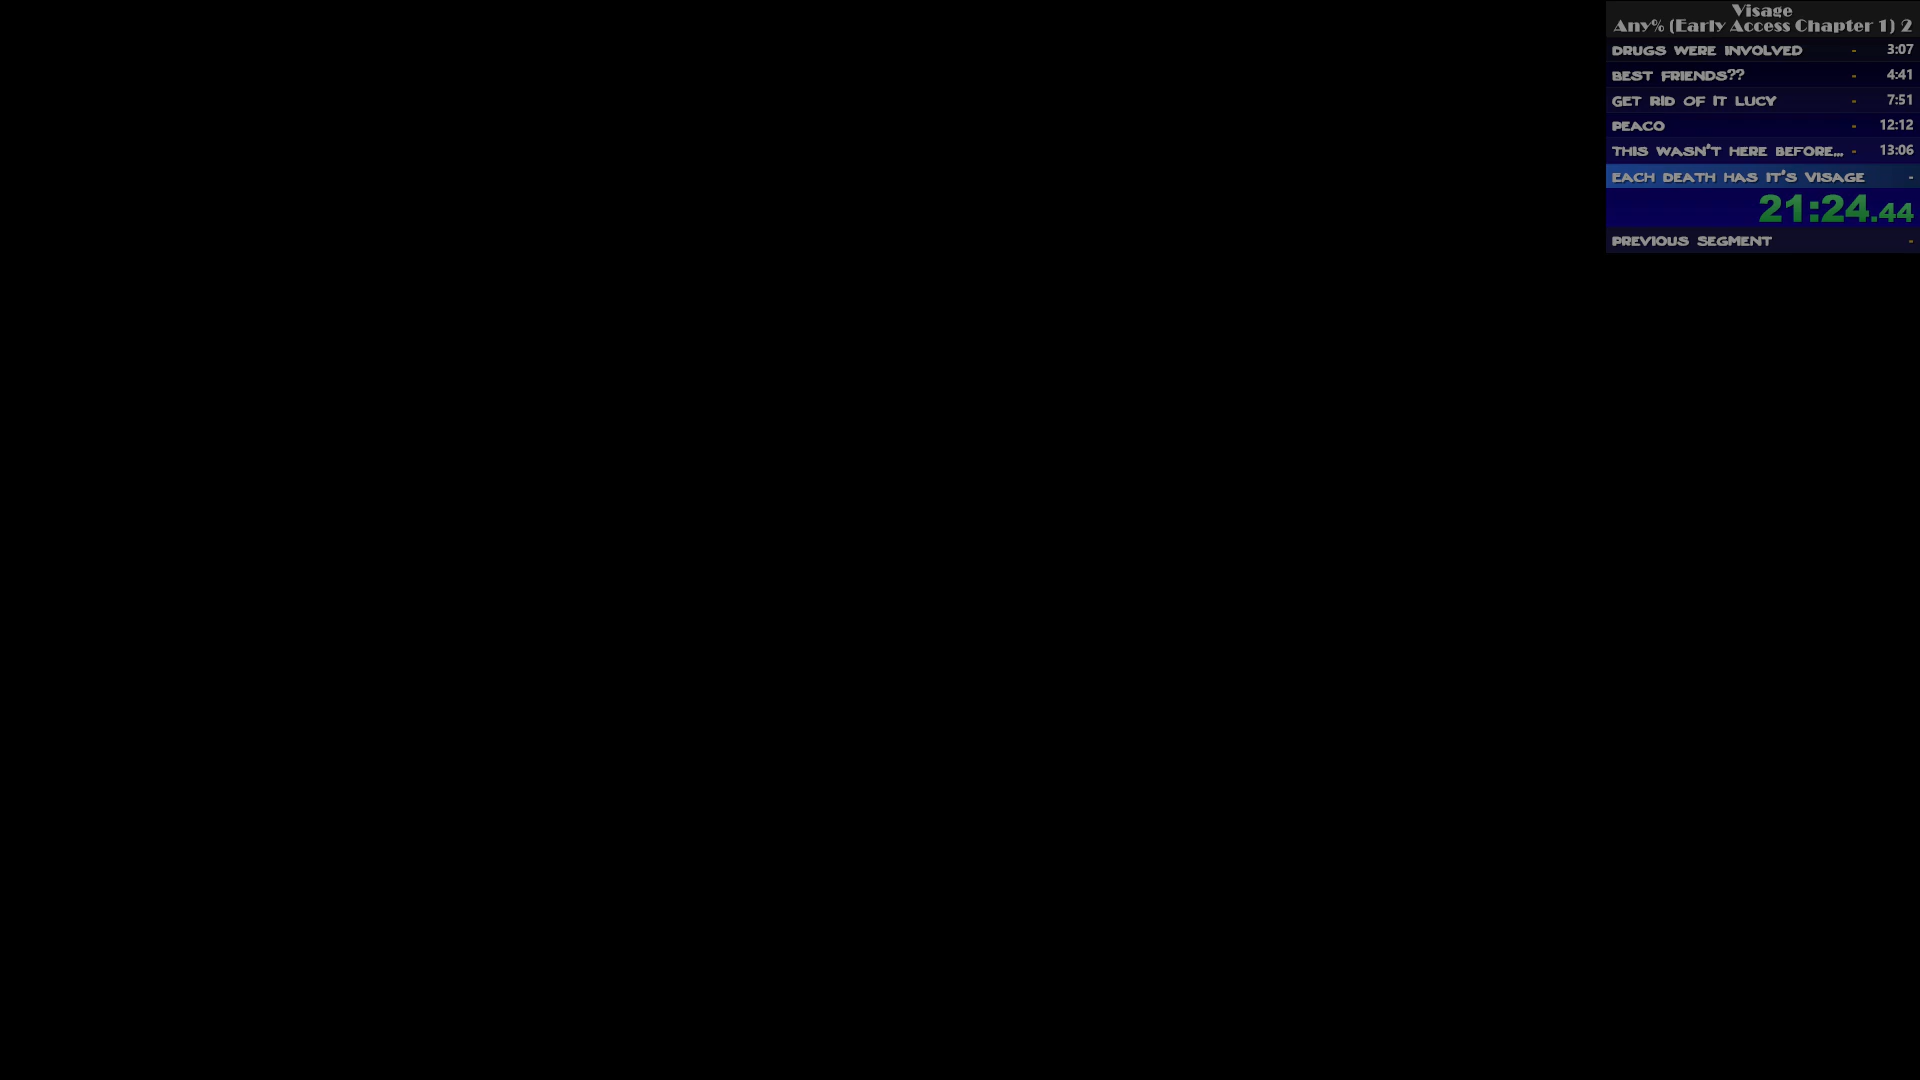 Visage
Any% (Early Access Chapter 1) 2
DRUGS WERE INVOLVED - 3:07
BEST FRIENDS?? - 4:41
GET RID OF IT LUCY - 7:51
PEACO - 12:12
THIS WASN'T HERE BEFORE... - 13:06
EACH DEATH HAS IT'S VISAGE -
21:24.44
PREVIOUS SEGMENT -